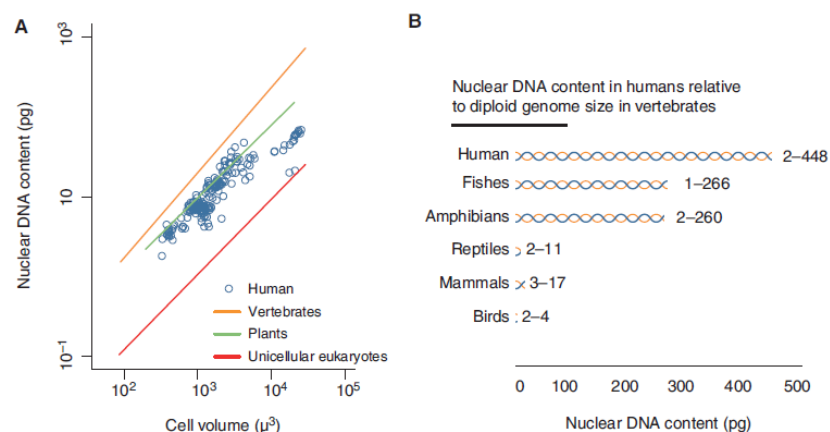 A
Nuclear DNA content (pg)
10³
10
10⁻¹
10²
10³
10⁴
10⁵
Cell volume (µ³)
Human
Vertebrates
Plants
Unicellular eukaryotes
B
Nuclear DNA content in humans relative
to diploid genome size in vertebrates
Human 2–448
Fishes 1–266
Amphibians 2–260
Reptiles 2–11
Mammals 3–17
Birds 2–4
0 100 200 300 400 500
Nuclear DNA content (pg)